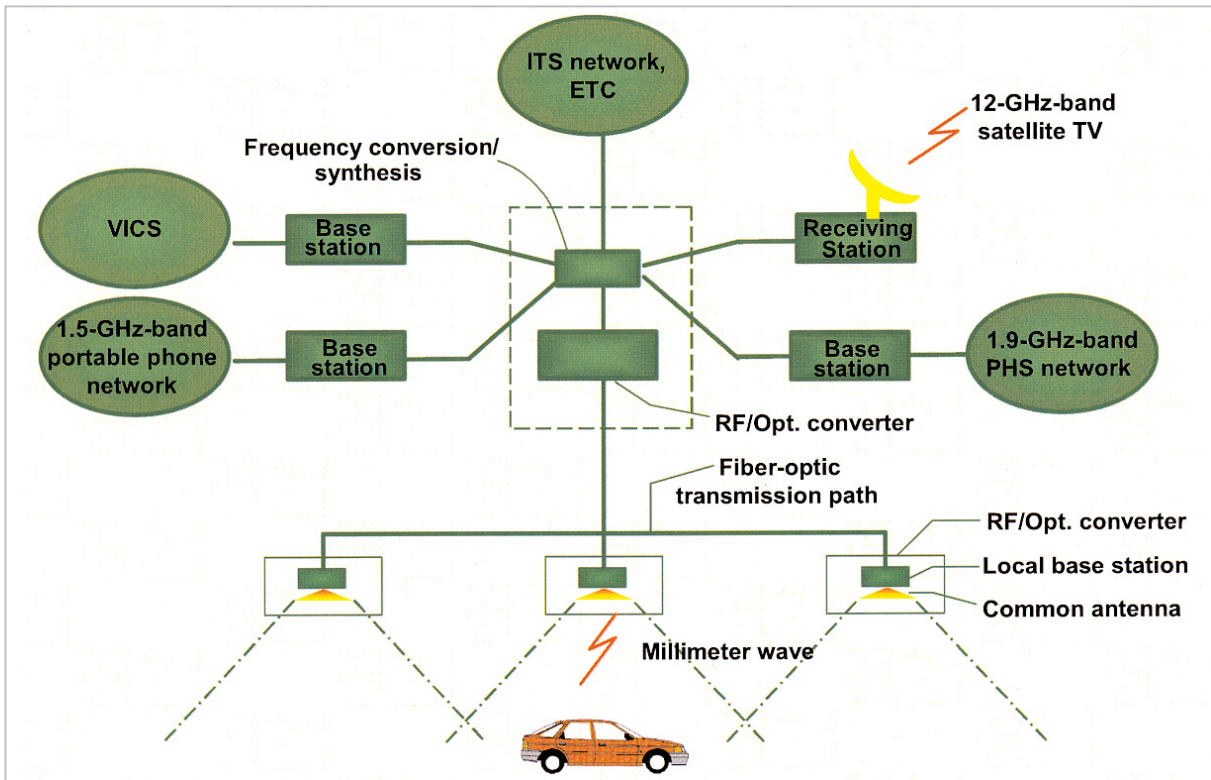 ITS network,
ETC
12-GHz-band
satellite TV
Frequency conversion/
synthesis
VICS
Base
station
Receiving
Station
1.5-GHz-band
portable phone
network
Base
station
Base
station
1.9-GHz-band
PHS network
RF/Opt. converter
Fiber-optic
transmission path
RF/Opt. converter
Local base station
Common antenna
Millimeter wave